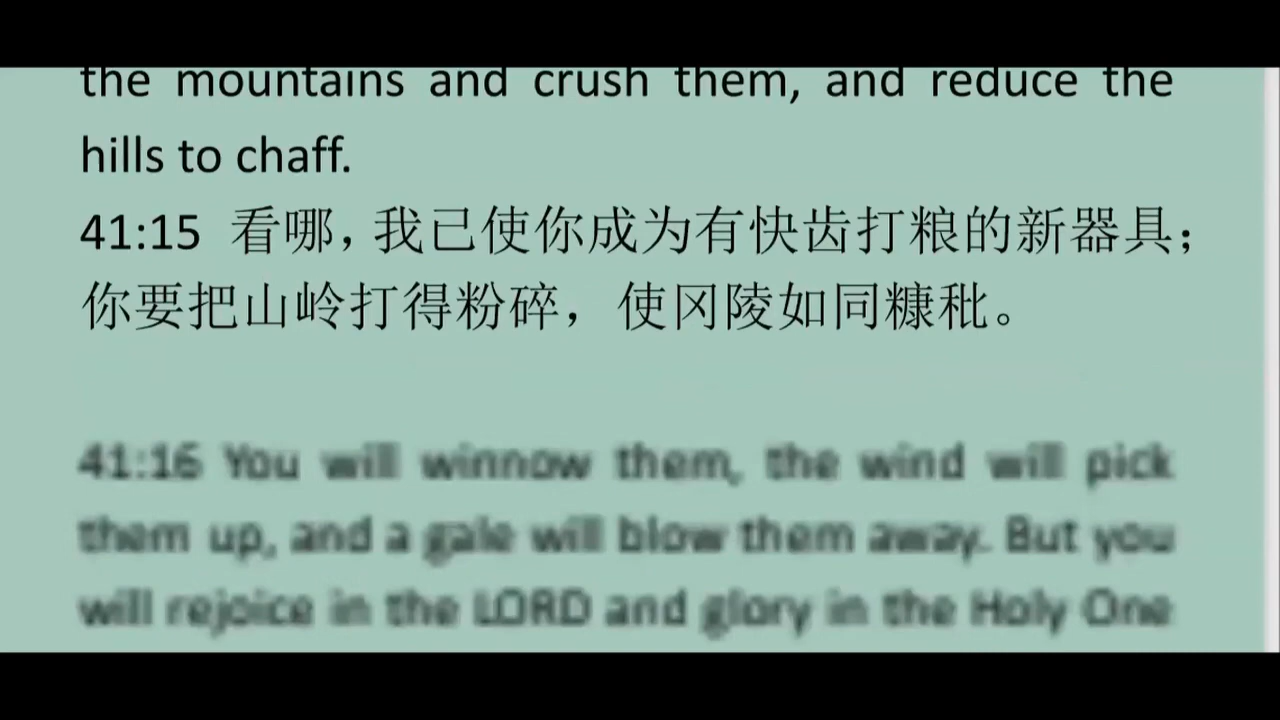 the mountains and crush them, and reduce the
hills to chaff.
41:15 看哪，我已使你成为有快齿打粮的新器具；
你要把山岭打得粉碎，使冈陵如同糠秕。
41:16 You will winnow them, the wind will pick
them up, and a gale will blow them away. But you
will rejoice in the LORD and glory in the Holy One